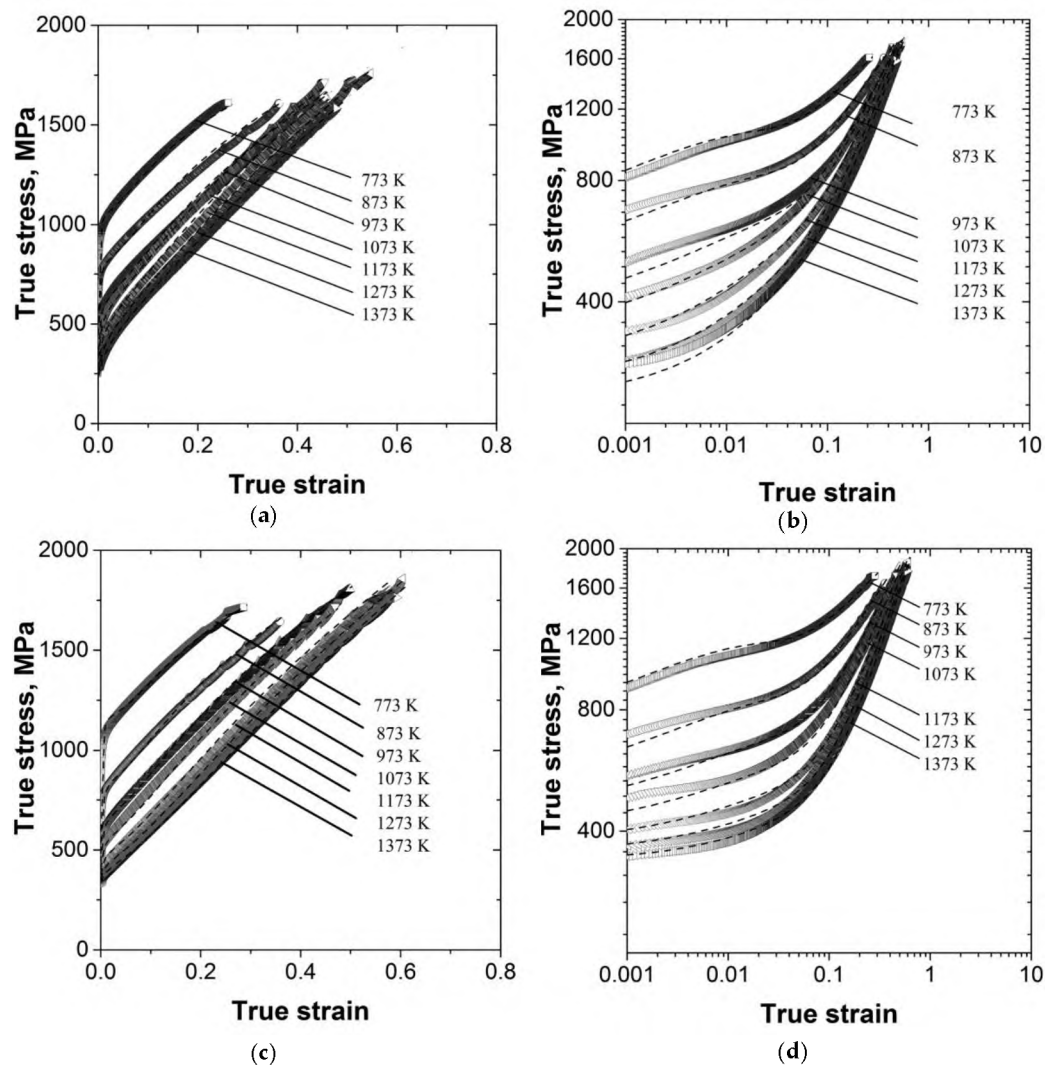 2000
1500
1000
500
0
True stress, MPa
773 K
873 K
973 K
1073 K
1173 K
1273 K
1373 K
0.0 0.2 0.4 0.6 0.8
True strain
(a)
2000
1600
1200
800
400
True stress, MPa
773 K
873 K
973 K
1073 K
1173 K
1273 K
1373 K
0.001 0.01 0.1 1 10
True strain
(b)
2000
1500
1000
500
0
True stress, MPa
773 K
873 K
973 K
1073 K
1173 K
1273 K
1373 K
0.0 0.2 0.4 0.6 0.8
True strain
(c)
2000
1600
1200
800
400
True stress, MPa
773 K
873 K
973 K
1073 K
1173 K
1273 K
1373 K
0.001 0.01 0.1 1 10
True strain
(d)